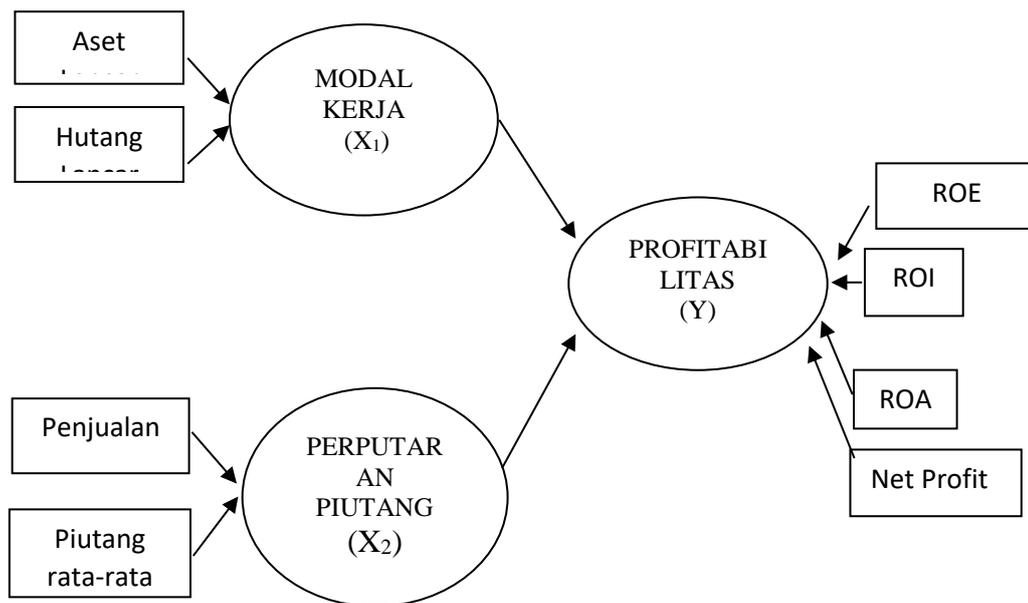 Aset
Hutang
MODAL
KERJA
(X₁)
PROFITABI
LITAS
(Y)
ROE
ROI
ROA
Net Profit
Penjualan
Piutang
rata-rata
PERPUTAR
AN
PIUTANG
(X₂)